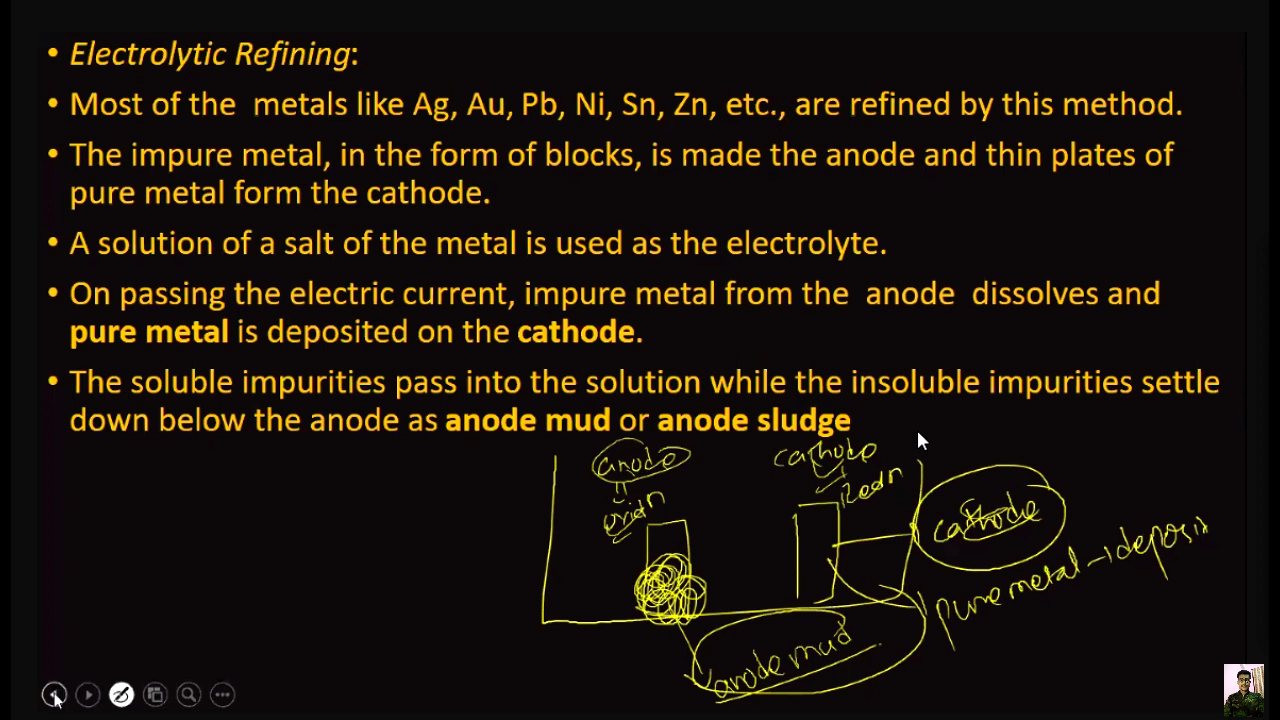 • Electrolytic Refining:
• Most of the metals like Ag, Au, Pb, Ni, Sn, Zn, etc., are refined by this method.
• The impure metal, in the form of blocks, is made the anode and thin plates of
pure metal form the cathode.
• A solution of a salt of the metal is used as the electrolyte.
• On passing the electric current, impure metal from the anode dissolves and
pure metal is deposited on the cathode.
• The soluble impurities pass into the solution while the insoluble impurities settle
down below the anode as anode mud or anode sludge
anode
cathode
oxidn
Redn
cathode
pure metal - deposi
anode mud